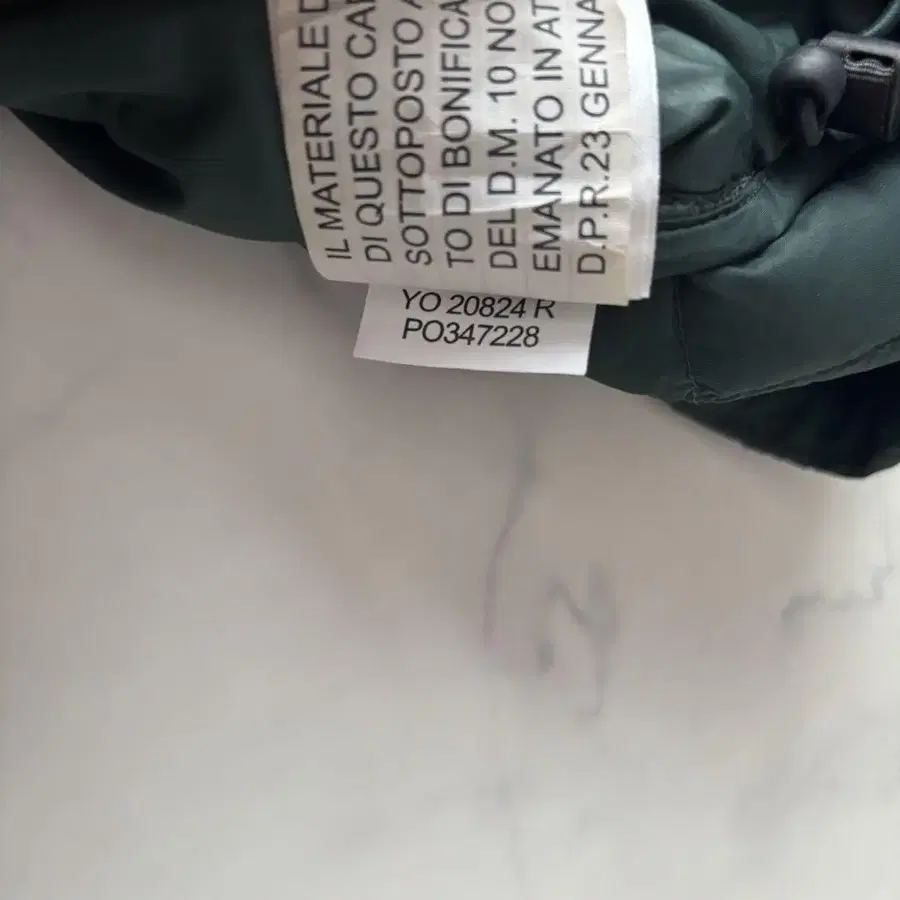 IL MATERIALE D
DI QUESTO CA
SOTTOPOSTO A
TO DI BONIFICA
DEL D.M. 10 NO
EMANATO IN AT
D.P.R.23 GENNA
YO 20824 R
PO347228